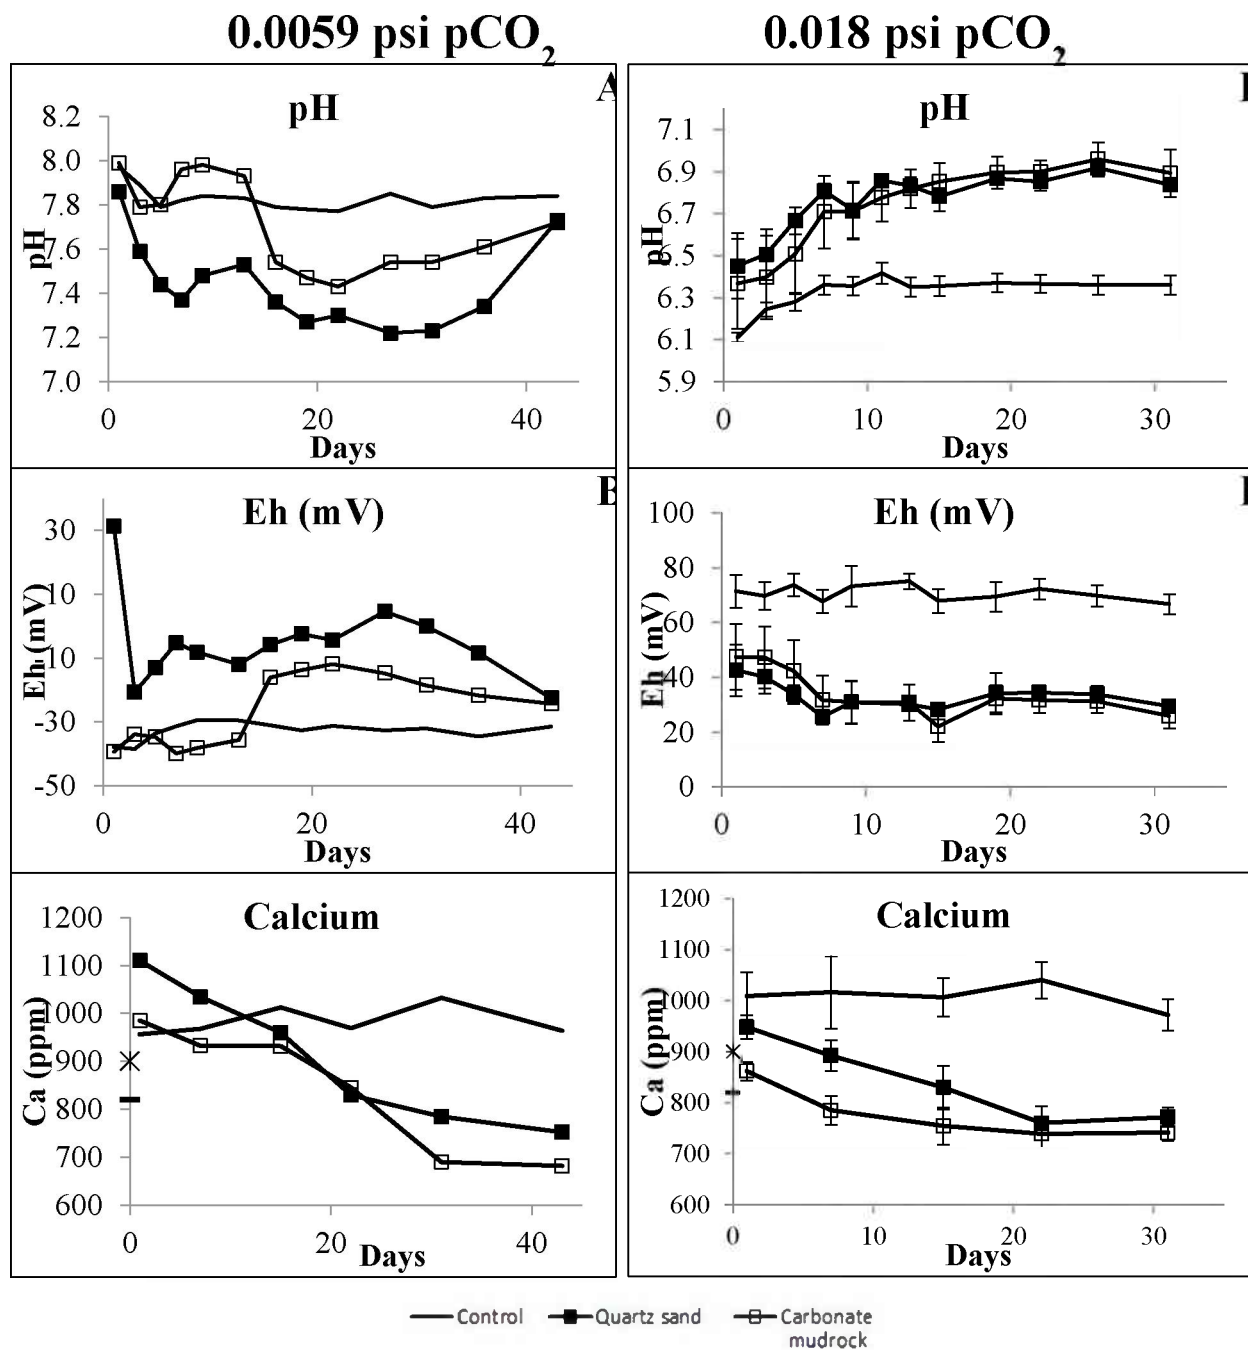 0.0059 psi pCO₂
0.018 psi pCO₂
A
pH
8.2
8.0
7.8
7.6
7.4
7.2
7.0
pH
0 20 40
Days
pH
7.1
6.9
6.7
6.5
6.3
6.1
5.9
pH
0 10 20 30
Days
B
Eh (mV)
30
10
-10
-30
-50
Eh (mV)
0 20 40
Days
Eh (mV)
100
80
60
40
20
0
Eh (mV)
0 10 20 30
Days
Calcium
1200
1100
1000
900
800
700
600
Ca (ppm)
0 20 40
Days
Calcium
1200
1100
1000
900
800
700
600
Ca (ppm)
0 10 20 30
Days
Control Quartz sand Carbonate
mudrock